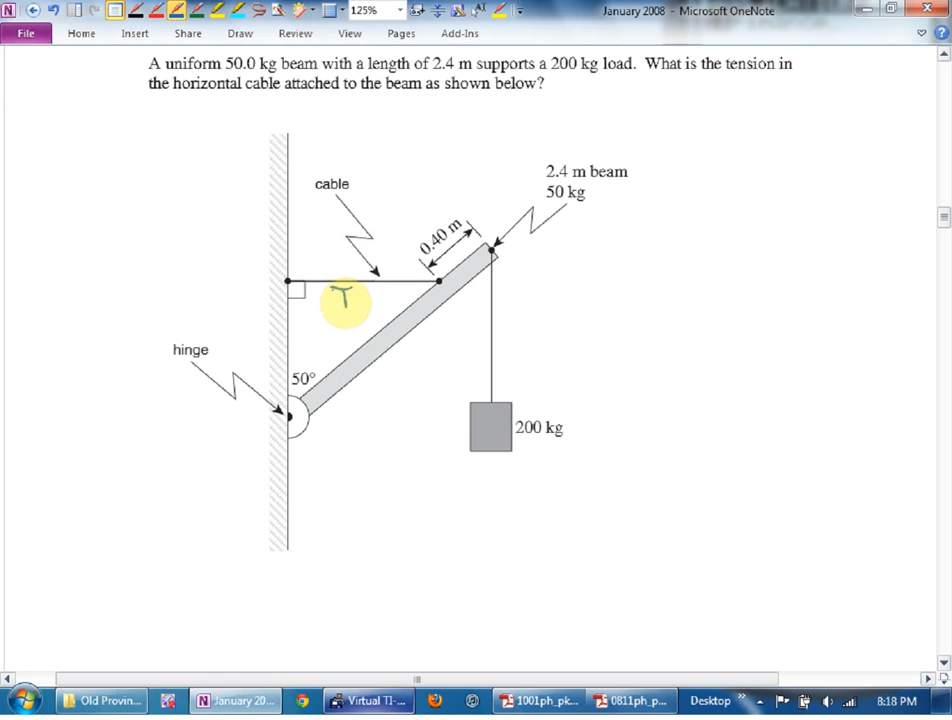 January 2008 - Microsoft OneNote
125%
File Home Insert Share Draw Review View Pages Add-Ins
A uniform 50.0 kg beam with a length of 2.4 m supports a 200 kg load. What is the tension in
the horizontal cable attached to the beam as shown below?
cable
2.4 m beam
50 kg
0.40 m
T
hinge
50°
200 kg
Old Provin... January 20... Virtual TI-... 1001ph_pk... 0811ph_p... Desktop 8:18 PM